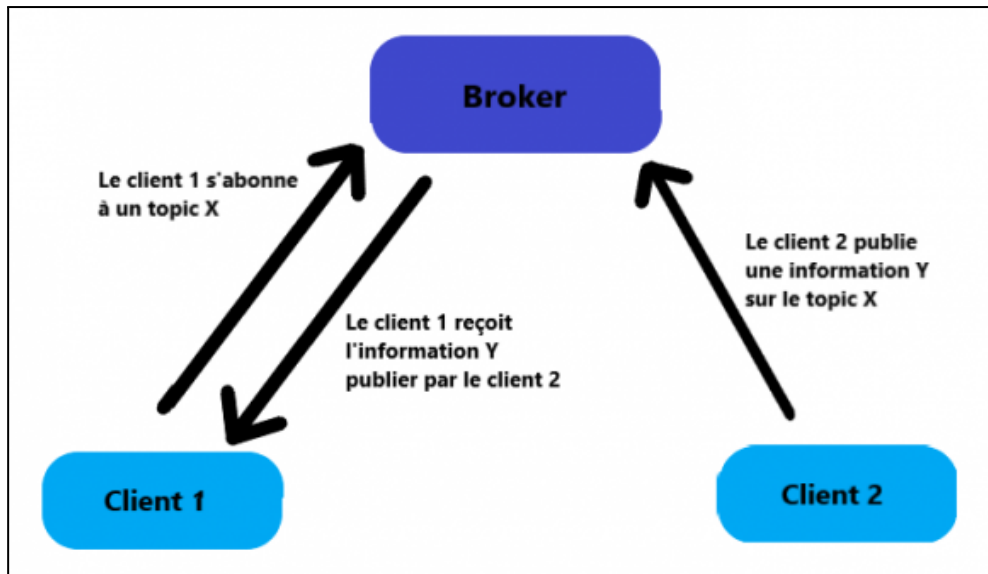 Broker
Le client 1 s'abonne
à un topic X
Le client 2 publie
une information Y
sur le topic X
Le client 1 reçoit
l'information Y
publier par le client 2
Client 1
Client 2